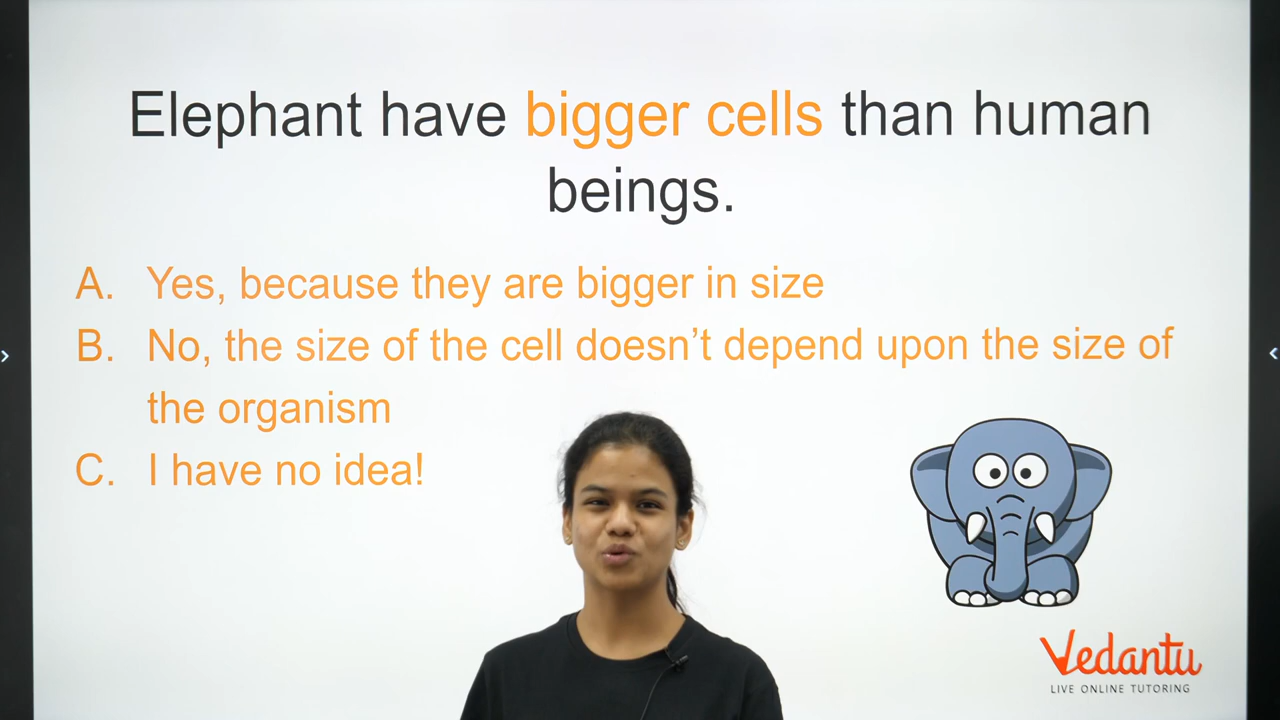 Elephant have bigger cells than human
beings.
A. Yes, because they are bigger in size
B. No, the size of the cell doesn’t depend upon the size of
the organism
C. I have no idea!
Vedantu
LIVE ONLINE TUTORING